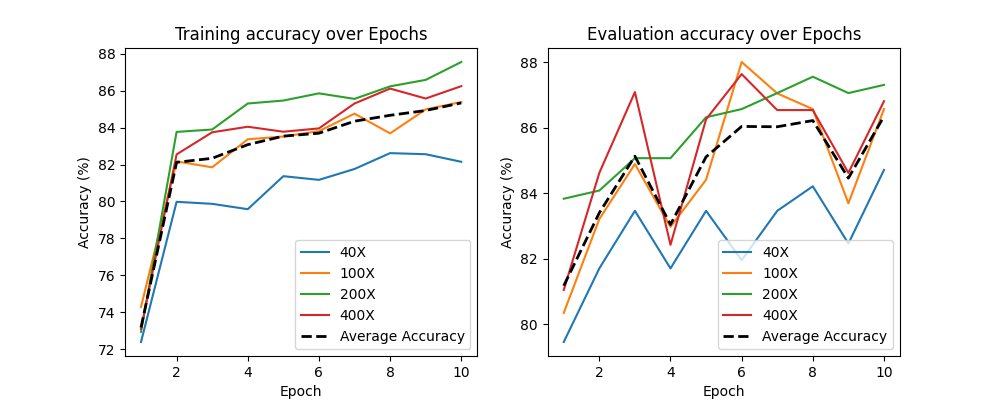 Training accuracy over Epochs
Accuracy (%)
88
86
84
82
80
78
76
74
72
2
4
6
8
10
Epoch
40X
100X
200X
400X
Average Accuracy
Evaluation accuracy over Epochs
Accuracy (%)
88
86
84
82
80
2
4
6
8
10
Epoch
40X
100X
200X
400X
Average Accuracy